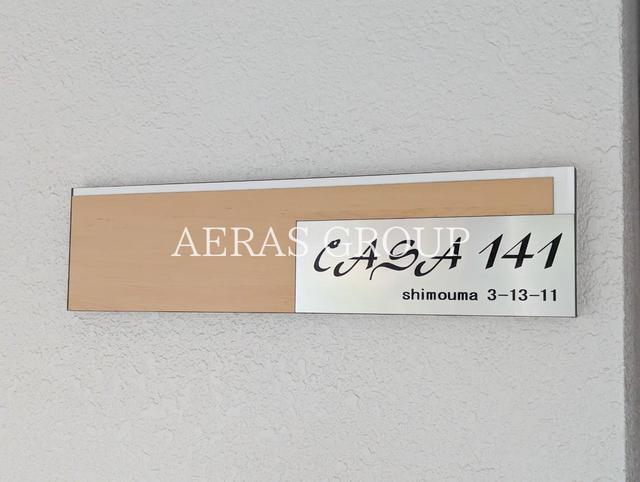 AERAS GROUP
CASA 141
shimouma 3-13-11